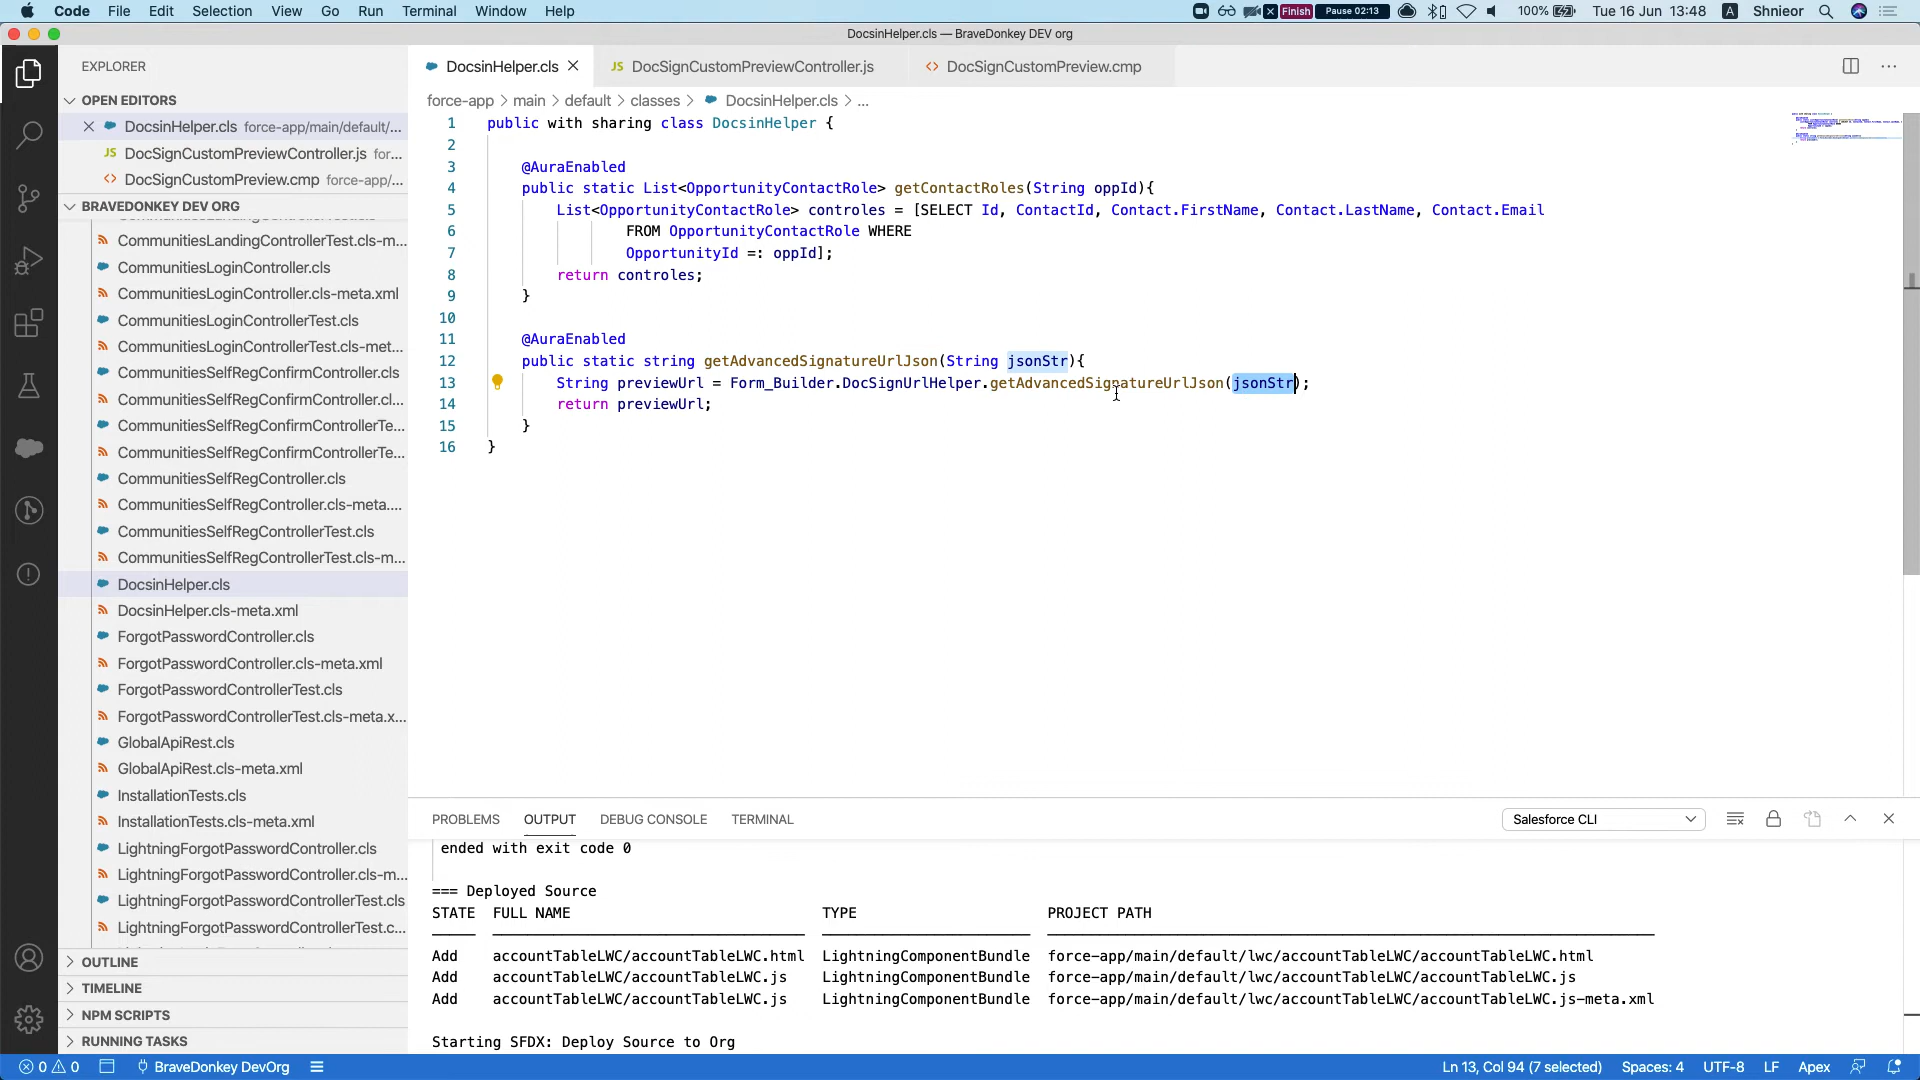 Code File Edit Selection View Go Run Terminal Window Help Finish Pause 02:13 100% Tue 16 Jun 13:48 A Shnieor
DocsinHelper.cls — BraveDonkey DEV org
EXPLORER
OPEN EDITORS
DocsinHelper.cls force-app/main/default/...
JS DocSignCustomPreviewController.js for...
DocSignCustomPreview.cmp force-app/...
BRAVEDONKEY DEV ORG
CommunitiesLandingControllerTest.cls-m...
CommunitiesLoginController.cls
CommunitiesLoginController.cls-meta.xml
CommunitiesLoginControllerTest.cls
CommunitiesLoginControllerTest.cls-met...
CommunitiesSelfRegConfirmController.cls
CommunitiesSelfRegConfirmController.cl...
CommunitiesSelfRegConfirmControllerTe...
CommunitiesSelfRegConfirmControllerTe...
CommunitiesSelfRegController.cls
CommunitiesSelfRegController.cls-meta....
CommunitiesSelfRegControllerTest.cls
CommunitiesSelfRegControllerTest.cls-m...
DocsinHelper.cls
DocsinHelper.cls-meta.xml
ForgotPasswordController.cls
ForgotPasswordController.cls-meta.xml
ForgotPasswordControllerTest.cls
ForgotPasswordControllerTest.cls-meta.x...
GlobalApiRest.cls
GlobalApiRest.cls-meta.xml
InstallationTests.cls
InstallationTests.cls-meta.xml
LightningForgotPasswordController.cls
LightningForgotPasswordController.cls-m...
LightningForgotPasswordControllerTest.cls
LightningForgotPasswordControllerTest.c...
OUTLINE
TIMELINE
NPM SCRIPTS
RUNNING TASKS
DocsinHelper.cls JS DocSignCustomPreviewController.js DocSignCustomPreview.cmp
force-app > main > default > classes > DocsinHelper.cls > ...
1 public with sharing class DocsinHelper {
2
3 @AuraEnabled
4 public static List<OpportunityContactRole> getContactRoles(String oppId){
5 List<OpportunityContactRole> controles = [SELECT Id, ContactId, Contact.FirstName, Contact.LastName, Contact.Email
6 FROM OpportunityContactRole WHERE
7 OpportunityId =: oppId];
8 return controles;
9 }
10
11 @AuraEnabled
12 public static string getAdvancedSignatureUrlJson(String jsonStr){
13 String previewUrl = Form_Builder.DocSignUrlHelper.getAdvancedSignatureUrlJson(jsonStr);
14 return previewUrl;
15 }
16 }
PROBLEMS OUTPUT DEBUG CONSOLE TERMINAL Salesforce CLI
ended with exit code 0
=== Deployed Source
STATE FULL NAME TYPE PROJECT PATH
Add accountTableLWC/accountTableLWC.html LightningComponentBundle force-app/main/default/lwc/accountTableLWC/accountTableLWC.html
Add accountTableLWC/accountTableLWC.js LightningComponentBundle force-app/main/default/lwc/accountTableLWC/accountTableLWC.js
Add accountTableLWC/accountTableLWC.js LightningComponentBundle force-app/main/default/lwc/accountTableLWC/accountTableLWC.js-meta.xml
Starting SFDX: Deploy Source to Org
0 0 BraveDonkey DevOrg Ln 13, Col 94 (7 selected) Spaces: 4 UTF-8 LF Apex